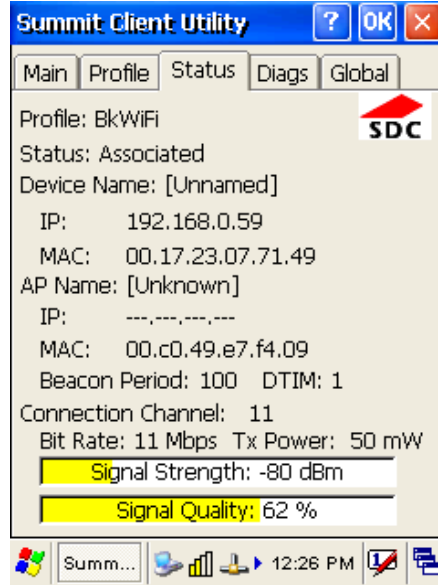 Summit Client Utility ? OK ×
Main Profile Status Diags Global
Profile: BkWiFi
SDC
Status: Associated
Device Name: [Unnamed]
IP: 192.168.0.59
MAC: 00.17.23.07.71.49
AP Name: [Unknown]
IP: ---.---.---.---
MAC: 00.c0.49.e7.f4.09
Beacon Period: 100 DTIM: 1
Connection Channel: 11
Bit Rate: 11 Mbps Tx Power: 50 mW
Signal Strength: -80 dBm
Signal Quality: 62 %
Summ... 12:26 PM